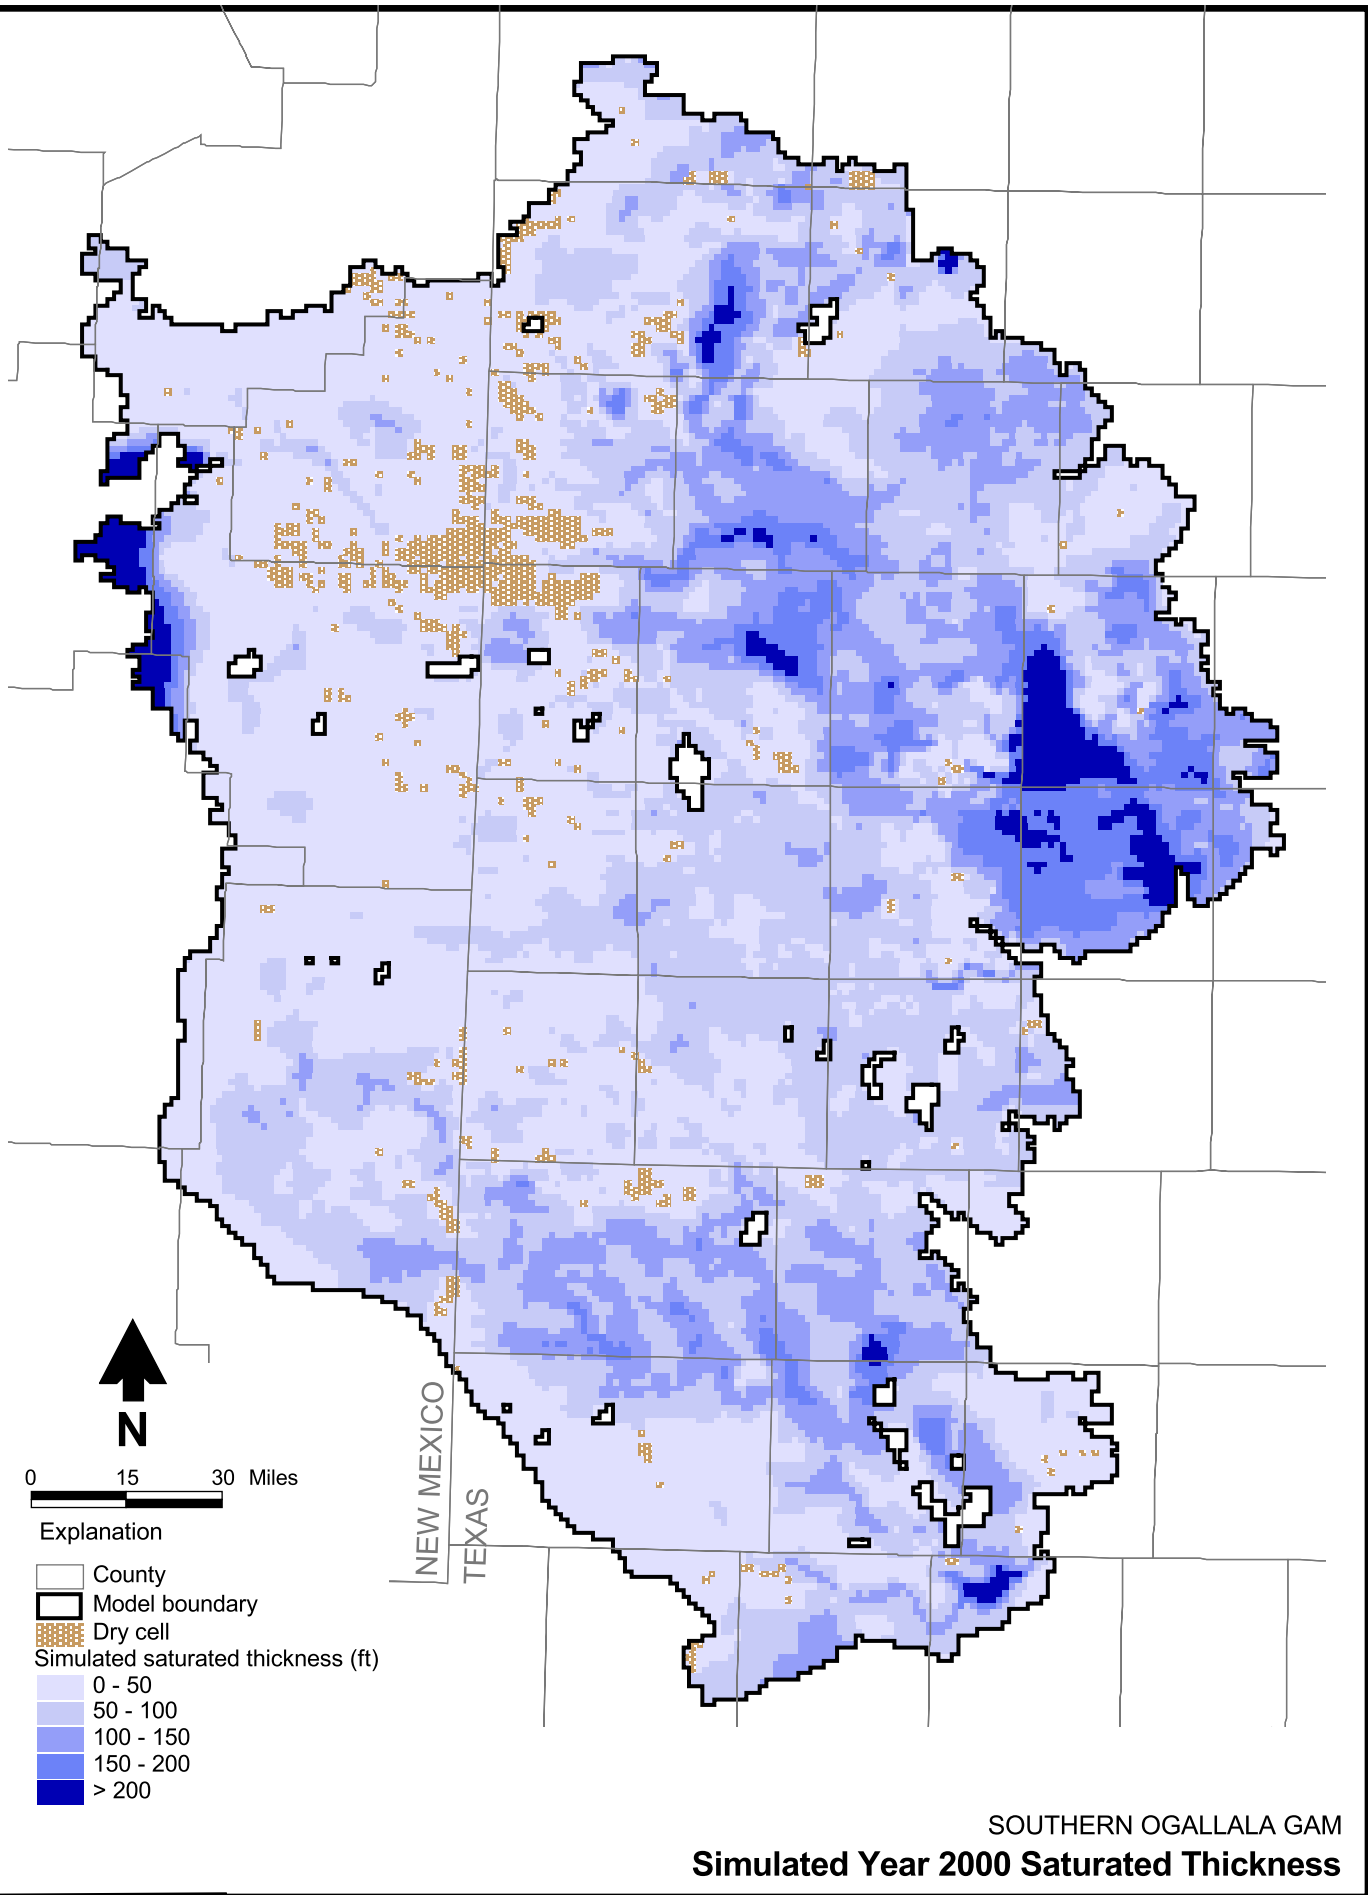 NEW MEXICO
TEXAS
N
0 15 30 Miles
Explanation
County
Model boundary
Dry cell
Simulated saturated thickness (ft)
0 - 50
50 - 100
100 - 150
150 - 200
> 200
SOUTHERN OGALLALA GAM
Simulated Year 2000 Saturated Thickness